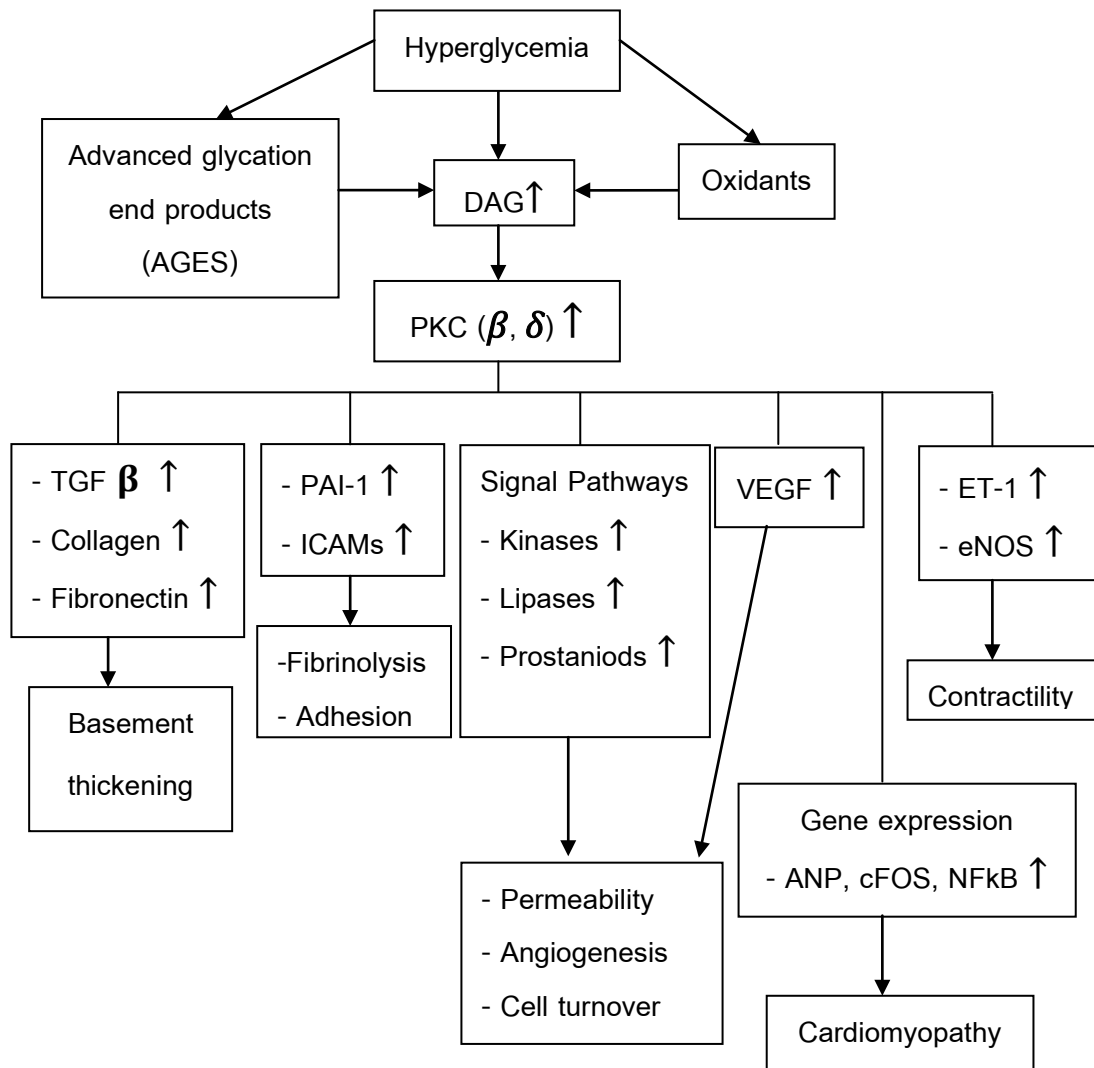 Hyperglycemia
Advanced glycation
end products
(AGES)
DAG↑
Oxidants
PKC (β, δ) ↑
- TGF β ↑
- Collagen ↑
- Fibronectin ↑
- PAI-1 ↑
- ICAMs ↑
Signal Pathways
- Kinases ↑
- Lipases ↑
- Prostaniods ↑
VEGF ↑
- ET-1 ↑
- eNOS ↑
Basement
thickening
-Fibrinolysis
- Adhesion
Contractility
- Permeability
- Angiogenesis
- Cell turnover
Gene expression
- ANP, cFOS, NFkB ↑
Cardiomyopathy